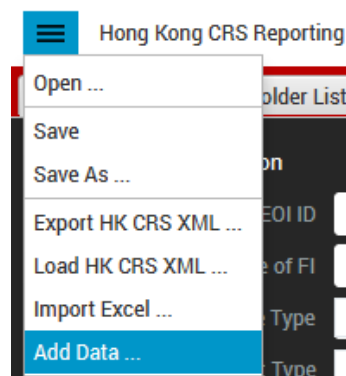 Hong Kong CRS Reporting
Open ...
older List
Save
Save As ...
on
Export HK CRS XML ...
EOI ID
Load HK CRS XML ...
e of FI
Import Excel ...
Type
Add Data ...
Type